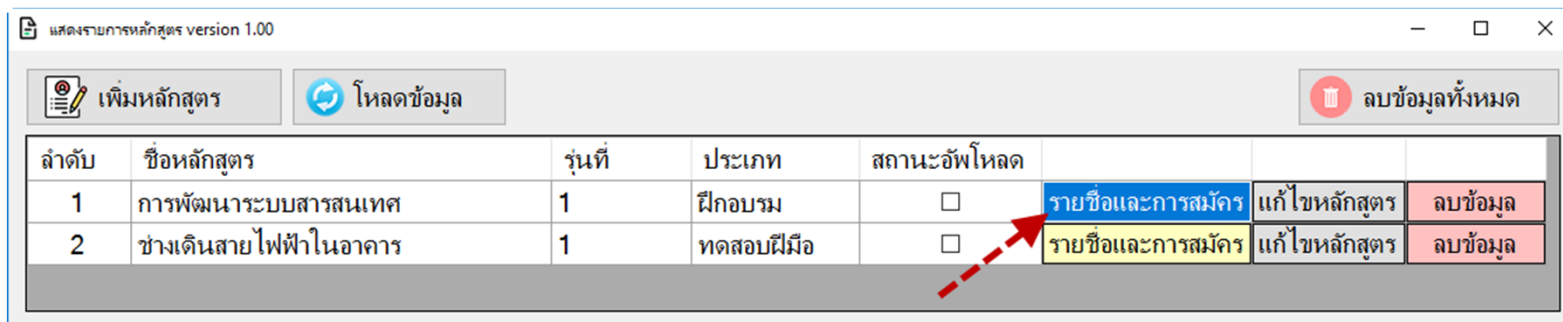 แสดงรายการหลักสูตร version 1.00
เพิ่มหลักสูตร โหลดข้อมูล ลบข้อมูลทั้งหมด
ลำดับ ชื่อหลักสูตร รุ่นที่ ประเภท สถานะอัพโหลด
1 การพัฒนาระบบสารสนเทศ 1 ฝึกอบรม รายชื่อและการสมัคร แก้ไขหลักสูตร ลบข้อมูล
2 ช่างเดินสายไฟฟ้าในอาคาร 1 ทดสอบฝีมือ รายชื่อและการสมัคร แก้ไขหลักสูตร ลบข้อมูล